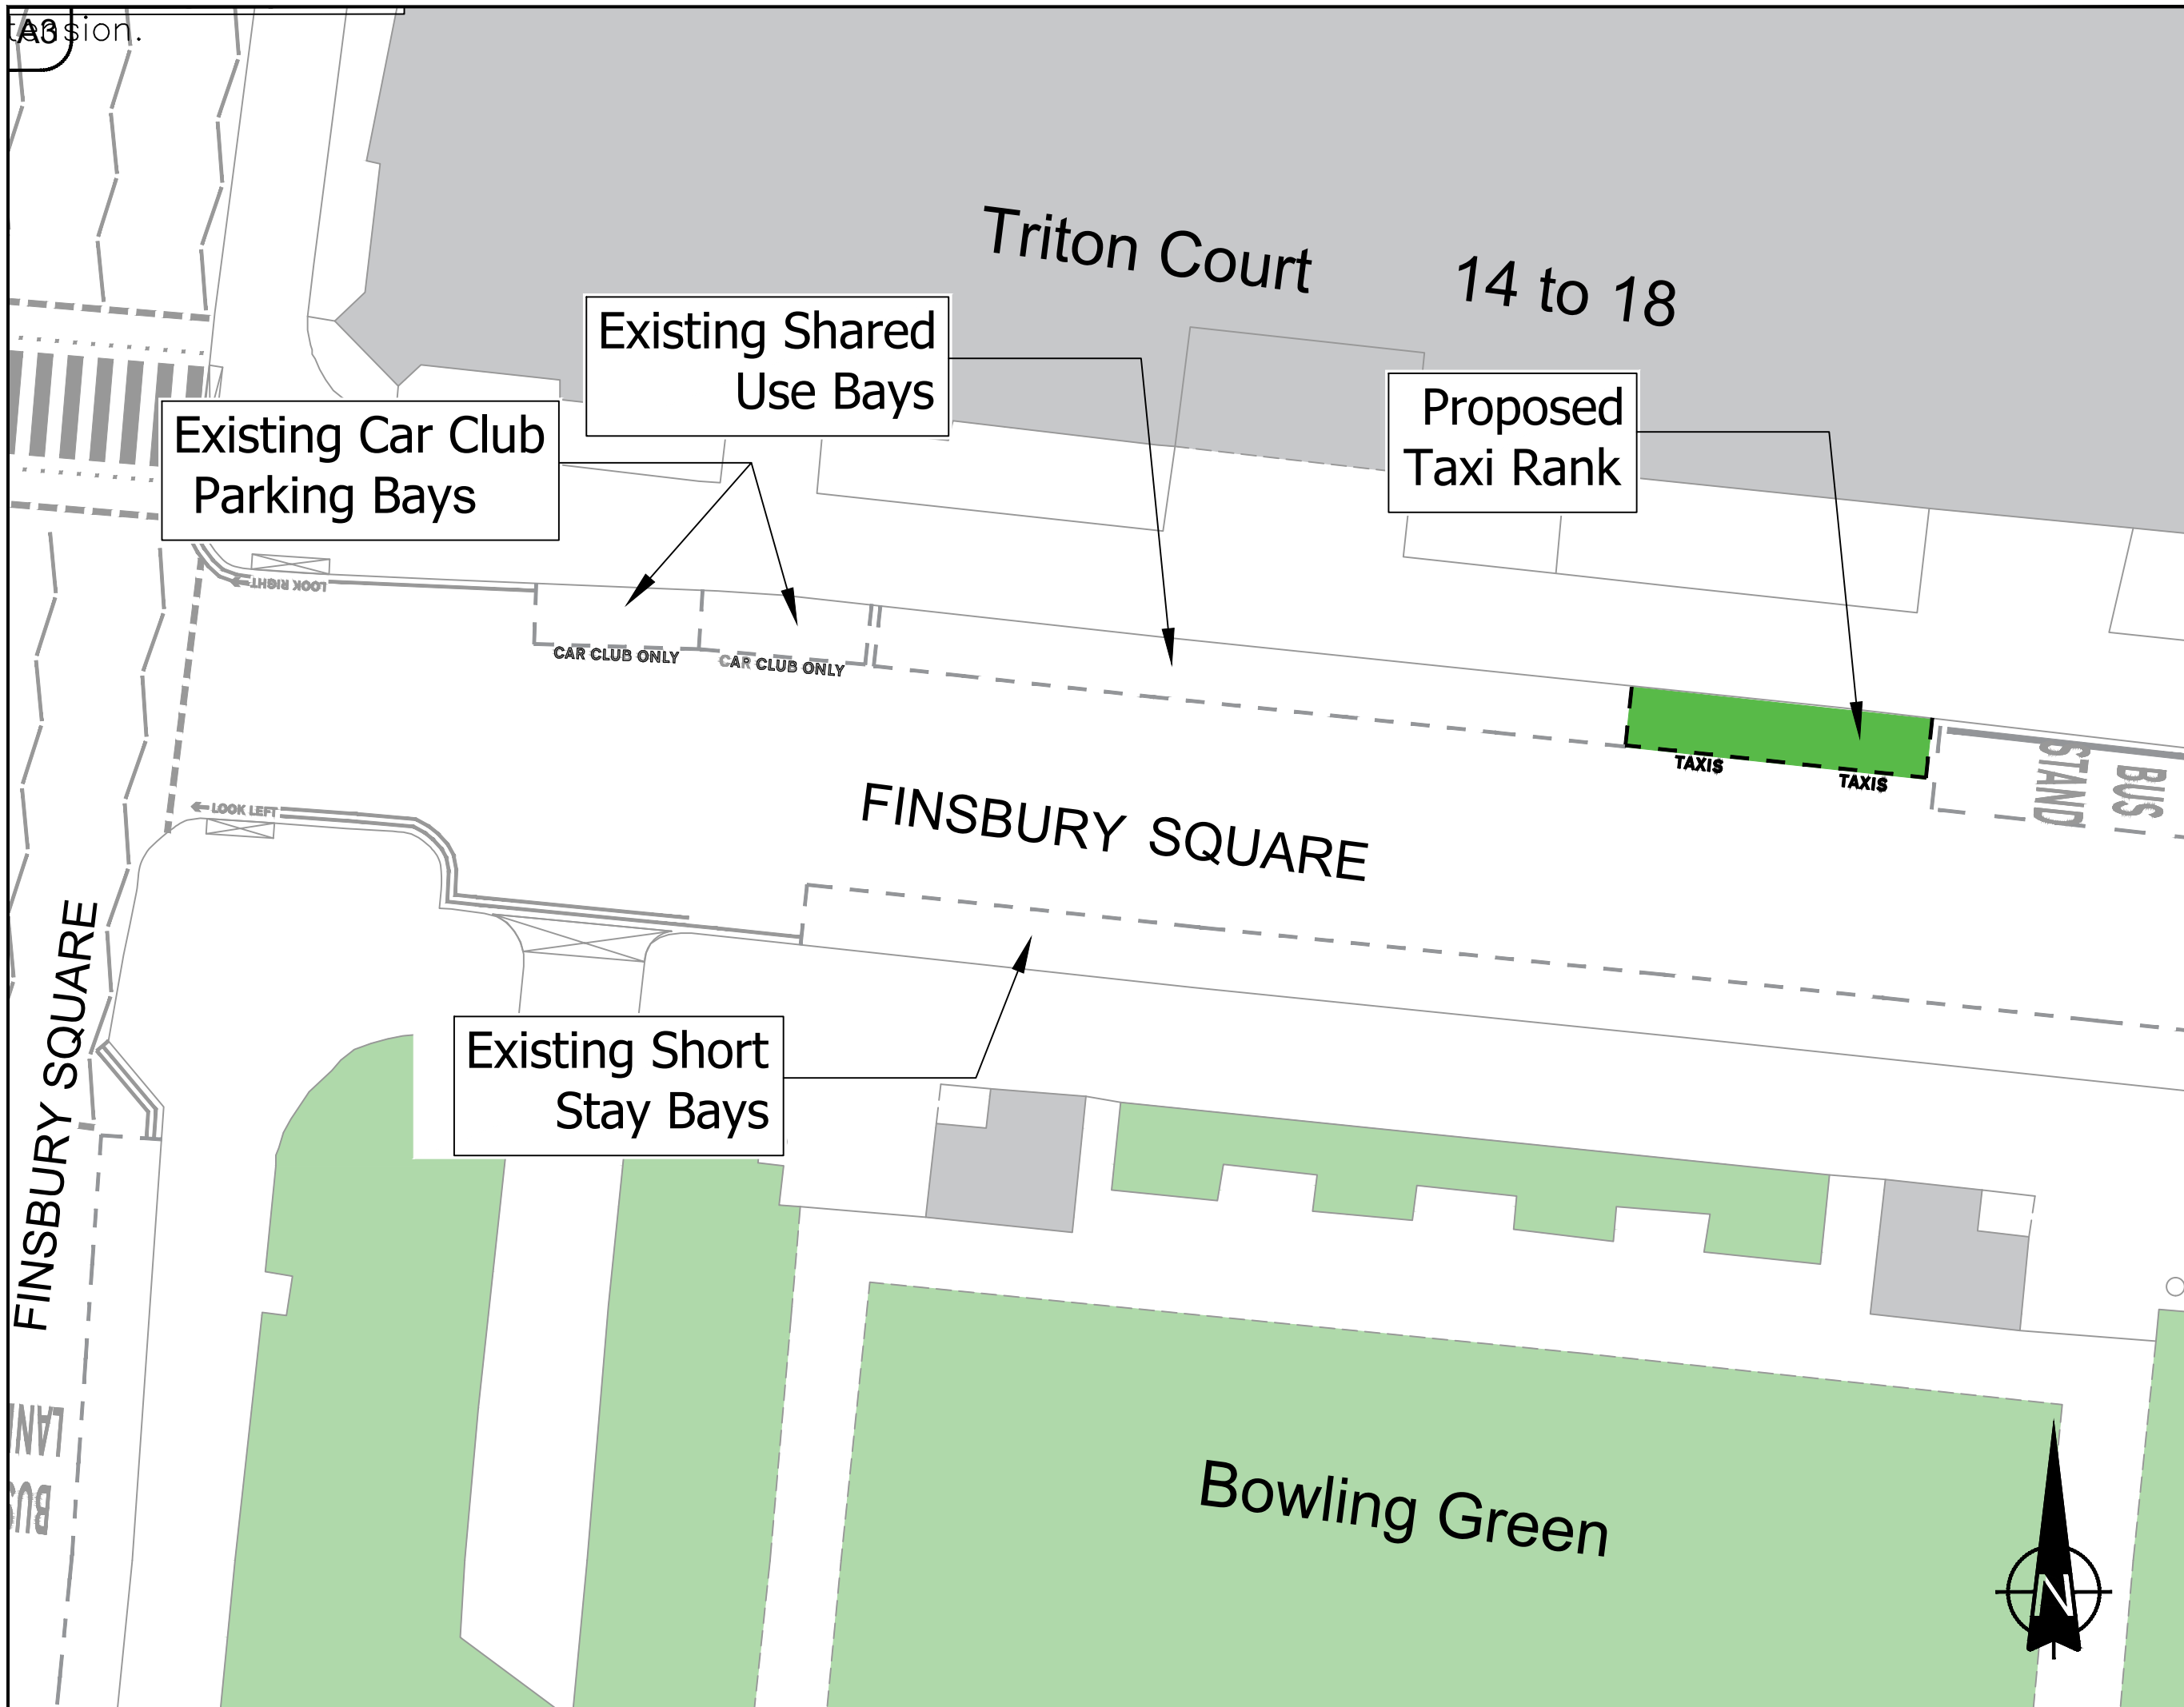 tension.
A3
Triton Court
14 to 18
Existing Shared
Use Bays
Proposed
Taxi Rank
Existing Car Club
Parking Bays
LOOK RIGHT
CAR CLUB ONLY
CAR CLUB ONLY
TAXIS
TAXIS
BUS
STAND
LOOK LEFT
FINSBURY SQUARE
FINSBURY SQUARE
Existing Short
Stay Bays
Bowling Green
N